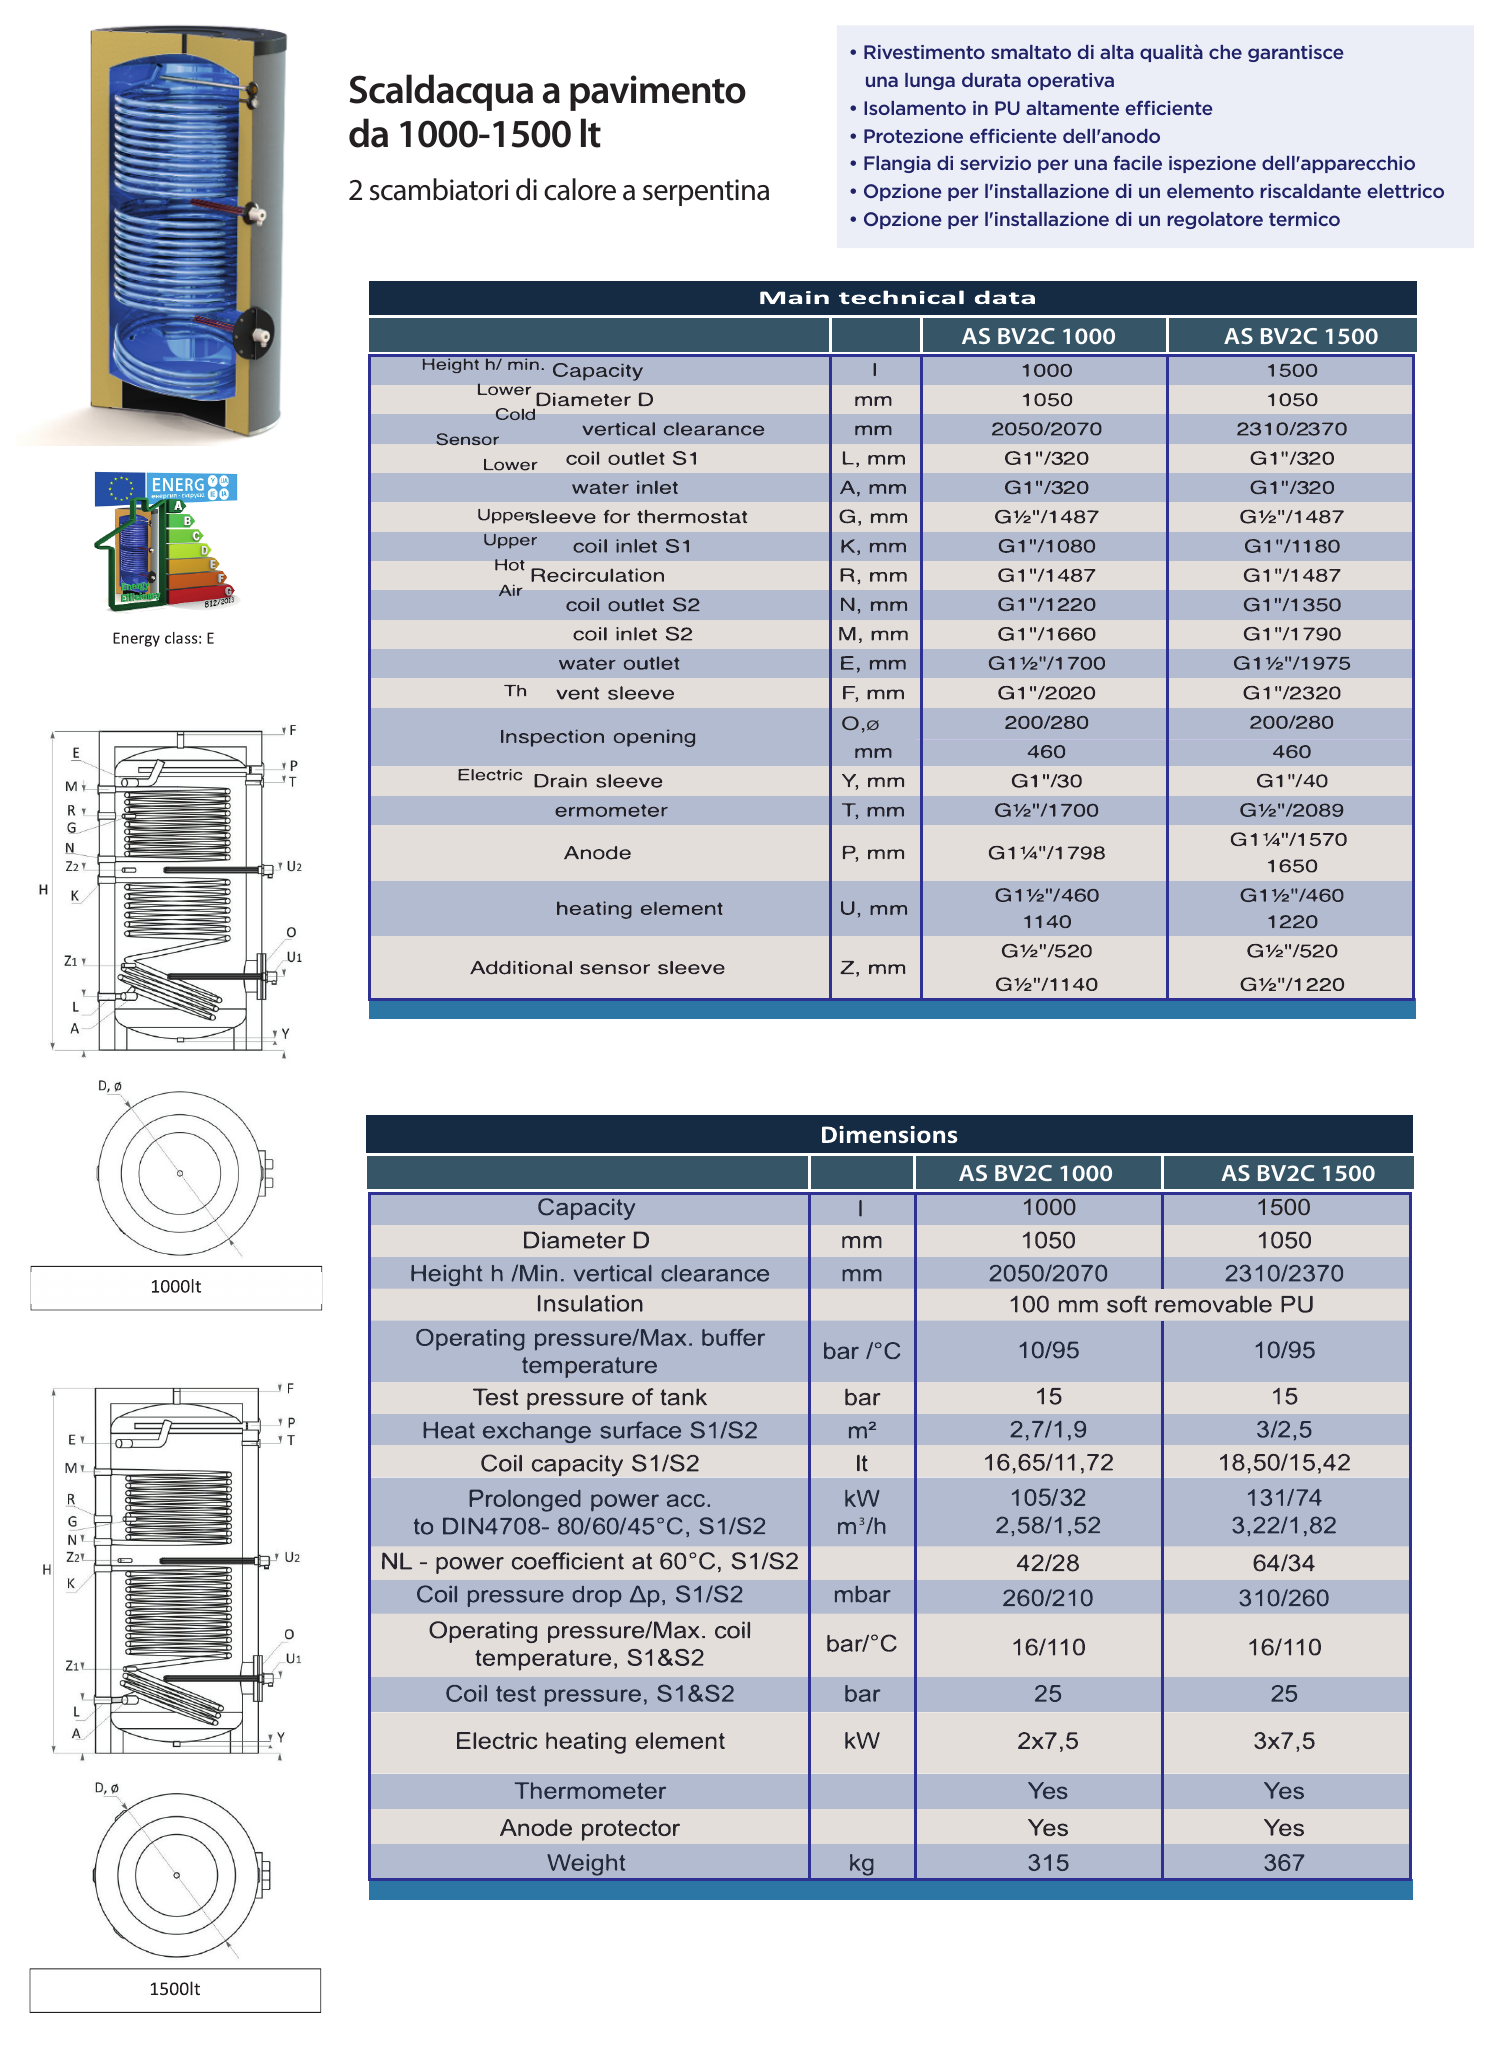 Scaldacqua a pavimento
da 1000-1500 lt
2 scambiatori di calore a serpentina
• Rivestimento smaltato di alta qualità che garantisce
una lunga durata operativa
• Isolamento in PU altamente efficiente
• Protezione efficiente dell'anodo
• Flangia di servizio per una facile ispezione dell'apparecchio
• Opzione per l'installazione di un elemento riscaldante elettrico
• Opzione per l'installazione di un regolatore termico
ENERG
Y UA
IE IA
A
B
C
D
E
F
G
Energy
812/2013
Energy class: E
Main technical data
AS BV2C 1000 AS BV2C 1500
Height h/ min. Capacity l 1000 1500
Lower Diameter D mm 1050 1050
Cold
vertical clearance mm 2050/2070 2310/2370
Sensor
Lower coil outlet S1 L, mm G1"/320 G1"/320
water inlet A, mm G1"/320 G1"/320
Upper sleeve for thermostat G, mm G½"/1487 G½"/1487
Upper coil inlet S1 K, mm G1"/1080 G1"/1180
Hot Recirculation R, mm G1"/1487 G1"/1487
Air
coil outlet S2 N, mm G1"/1220 G1"/1350
coil inlet S2 M, mm G1"/1660 G1"/1790
water outlet E, mm G1½"/1700 G1½"/1975
Th vent sleeve F, mm G1"/2020 G1"/2320
Inspection opening O,ø mm 200/280 460 200/280 460
Electric Drain sleeve Y, mm G1"/30 G1"/40
ermometer T, mm G½"/1700 G½"/2089
Anode P, mm G1¼"/1798 G1¼"/1570 1650
heating element U, mm G1½"/460 1140 G1½"/460 1220
Additional sensor sleeve Z, mm G½"/520 G½"/1140 G½"/520 G½"/1220
F
E
P
M
T
R
G
N
Z2
U2
H
K
O
Z1
U1
L
A
Y
D, ø
1000lt
Dimensions
AS BV2C 1000 AS BV2C 1500
Capacity l 1000 1500
Diameter D mm 1050 1050
Height h /Min. vertical clearance mm 2050/2070 2310/2370
Insulation 100 mm soft removable PU
Operating pressure/Max. buffer
temperature bar /°C 10/95 10/95
Test pressure of tank bar 15 15
Heat exchange surface S1/S2 m² 2,7/1,9 3/2,5
Coil capacity S1/S2 lt 16,65/11,72 18,50/15,42
Prolonged power acc. kW 105/32 131/74
to DIN4708- 80/60/45°C, S1/S2 m³/h 2,58/1,52 3,22/1,82
NL - power coefficient at 60°C, S1/S2 42/28 64/34
Coil pressure drop Δp, S1/S2 mbar 260/210 310/260
Operating pressure/Max. coil
temperature, S1&S2 bar/°C 16/110 16/110
Coil test pressure, S1&S2 bar 25 25
Electric heating element kW 2x7,5 3x7,5
Thermometer Yes Yes
Anode protector Yes Yes
Weight kg 315 367
F
P
E
T
M
R
G
N
Z2
U2
H
K
O
U1
Z1
L
A
Y
D, ø
1500lt